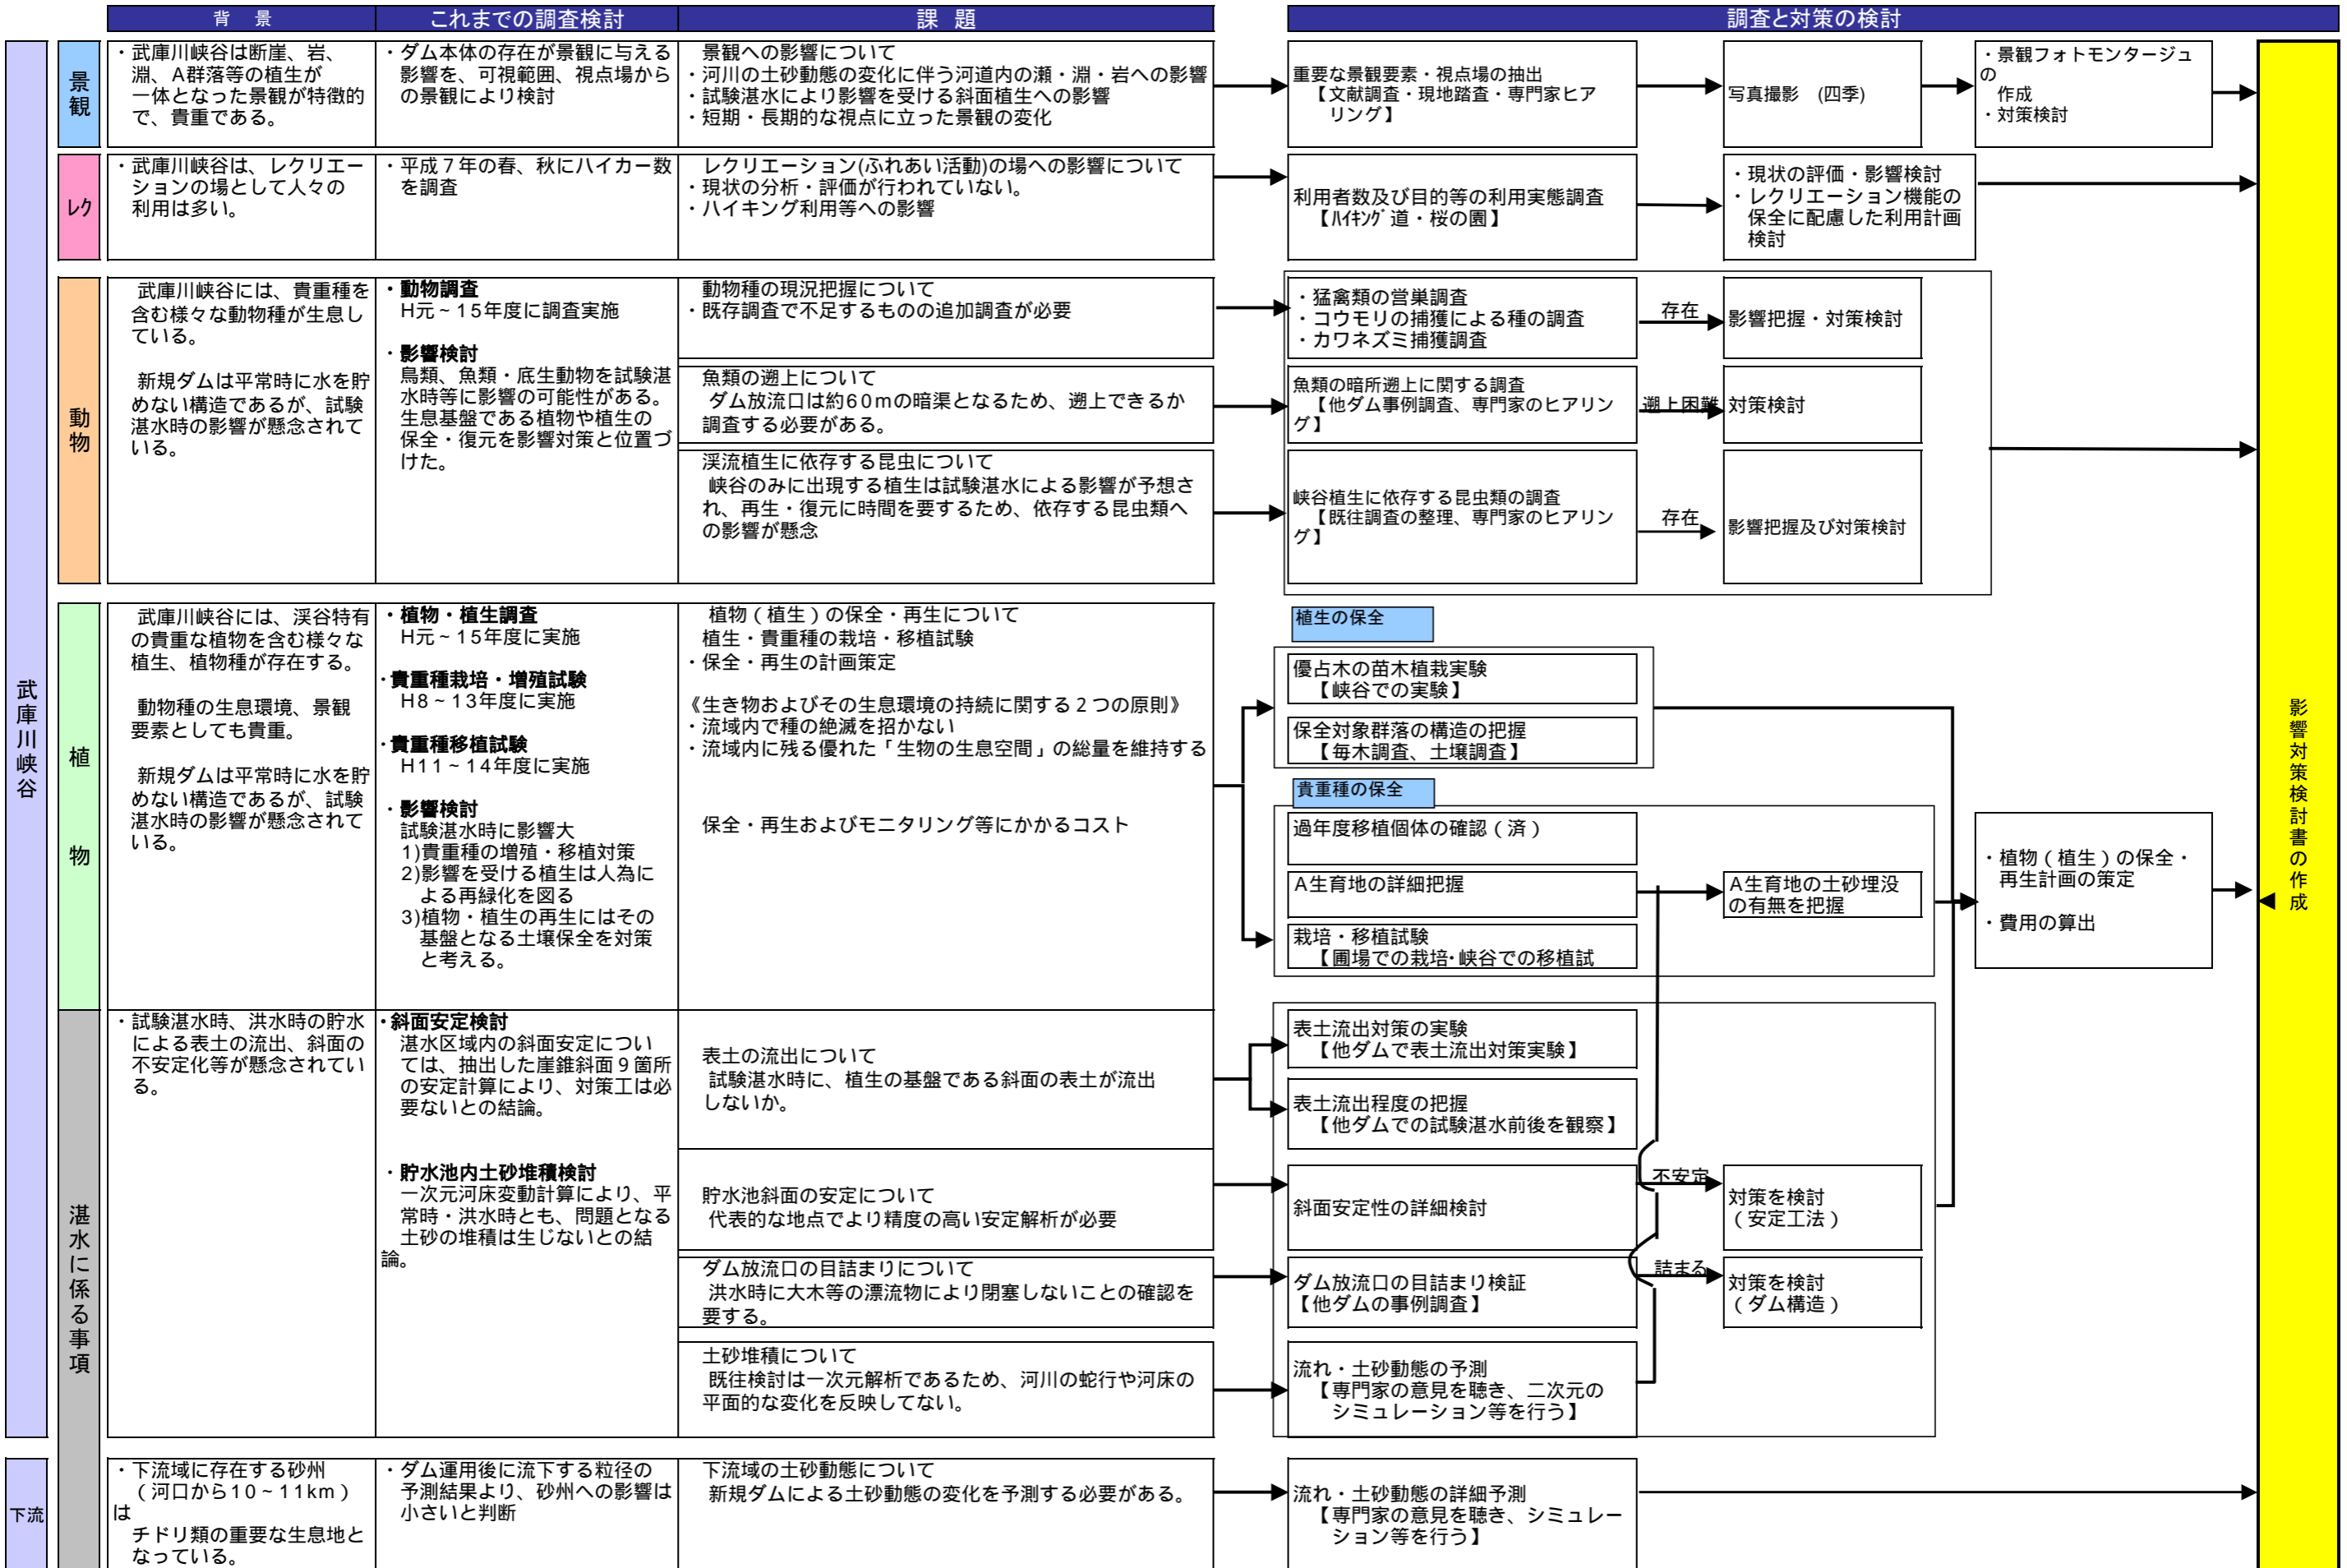 背 景
これまでの調査検討
課 題
調査と対策の検討
武庫川峡谷
景観
・武庫川峡谷は断崖、岩、
淵、A群落等の植生が
一体となった景観が特徴的
で、貴重である。
・ダム本体の存在が景観に与える
影響を、可視範囲、視点場から
の景観により検討
景観への影響について
・河川の土砂動態の変化に伴う河道内の瀬・淵・岩への影響
・試験湛水により影響を受ける斜面植生への影響
・短期・長期的な視点に立った景観の変化
重要な景観要素・視点場の抽出
【文献調査・現地踏査・専門家ヒア
リング】
写真撮影 (四季)
・景観フォトモンタージュ
の
作成
・対策検討
レク
・武庫川峡谷は、レクリエー
ションの場として人々の
利用は多い。
・平成７年の春、秋にハイカー数
を調査
レクリエーション(ふれあい活動)の場への影響について
・現状の分析・評価が行われていない。
・ハイキング利用等への影響
利用者数及び目的等の利用実態調査
【ﾊｲｷﾝｸﾞ道・桜の園】
・現状の評価・影響検討
・レクリエーション機能の
保全に配慮した利用計画
検討
動物
武庫川峡谷には、貴重種を
含む様々な動物種が生息し
ている。
新規ダムは平常時に水を貯
めない構造であるが、試験
湛水時の影響が懸念されて
いる。
・動物調査
H元～15年度に調査実施
・影響検討
鳥類、魚類・底生動物を試験湛
水時等に影響の可能性がある。
生息基盤である植物や植生の
保全・復元を影響対策と位置づ
けた。
動物種の現況把握について
・既存調査で不足するものの追加調査が必要
・猛禽類の営巣調査
・コウモリの捕獲による種の調査
・カワネズミ捕獲調査
存在
影響把握・対策検討
魚類の遡上について
ダム放流口は約60mの暗渠となるため、遡上できるか
調査する必要がある。
魚類の暗所遡上に関する調査
【他ダム事例調査、専門家のヒアリン
グ】
遡上困難
対策検討
渓流植生に依存する昆虫について
峡谷のみに出現する植生は試験湛水による影響が予想さ
れ、再生・復元に時間を要するため、依存する昆虫類へ
の影響が懸念
峡谷植生に依存する昆虫類の調査
【既往調査の整理、専門家のヒアリン
グ】
存在
影響把握及び対策検討
植物
武庫川峡谷には、渓谷特有
の貴重な植物を含む様々な
植生、植物種が存在する。
動物種の生息環境、景観
要素としても貴重。
新規ダムは平常時に水を貯
めない構造であるが、試験
湛水時の影響が懸念されて
いる。
・植物・植生調査
H元～15年度に実施
・貴重種栽培・増殖試験
H8～13年度に実施
・貴重種移植試験
H11～14年度に実施
・影響検討
試験湛水時に影響大
1)貴重種の増殖・移植対策
2)影響を受ける植生は人為に
よる再緑化を図る
3)植物・植生の再生にはその
基盤となる土壌保全を対策
と考える。
植物（植生）の保全・再生について
植生・貴重種の栽培・移植試験
・保全・再生の計画策定
《生き物およびその生息環境の持続に関する２つの原則》
・流域内で種の絶滅を招かない
・流域内に残る優れた「生物の生息空間」の総量を維持する
保全・再生およびモニタリング等にかかるコスト
植生の保全
優占木の苗木植栽実験
【峡谷での実験】
保全対象群落の構造の把握
【毎木調査、土壌調査】
貴重種の保全
過年度移植個体の確認（済）
A生育地の詳細把握
A生育地の土砂埋没
の有無を把握
栽培・移植試験
【圃場での栽培･峡谷での移植試
・植物（植生）の保全・
再生計画の策定
・費用の算出
影響対策検討書の作成
湛水に係る事項
・試験湛水時、洪水時の貯水
による表土の流出、斜面の
不安定化等が懸念されてい
る。
・斜面安定検討
湛水区域内の斜面安定につい
ては、抽出した崖錐斜面９箇所
の安定計算により、対策工は必
要ないとの結論。
・貯水池内土砂堆積検討
一次元河床変動計算により、平
常時・洪水時とも、問題となる
土砂の堆積は生じないとの結
論。
表土の流出について
試験湛水時に、植生の基盤である斜面の表土が流出
しないか。
表土流出対策の実験
【他ダムで表土流出対策実験】
表土流出程度の把握
【他ダムでの試験湛水前後を観察】
貯水池斜面の安定について
代表的な地点でより精度の高い安定解析が必要
斜面安定性の詳細検討
不安定
対策を検討
（安定工法）
ダム放流口の目詰まりについて
洪水時に大木等の漂流物により閉塞しないことの確認を
要する。
ダム放流口の目詰まり検証
【他ダムの事例調査】
詰まる
対策を検討
（ダム構造）
土砂堆積について
既往検討は一次元解析であるため、河川の蛇行や河床の
平面的な変化を反映してない。
流れ・土砂動態の予測
【専門家の意見を聴き、二次元の
シミュレーション等を行う】
下流
・下流域に存在する砂州
（河口から10～11km）
は
チドリ類の重要な生息地と
なっている。
・ダム運用後に流下する粒径の
予測結果より、砂州への影響は
小さいと判断
下流域の土砂動態について
新規ダムによる土砂動態の変化を予測する必要がある。
流れ・土砂動態の詳細予測
【専門家の意見を聴き、シミュレー
ション等を行う】